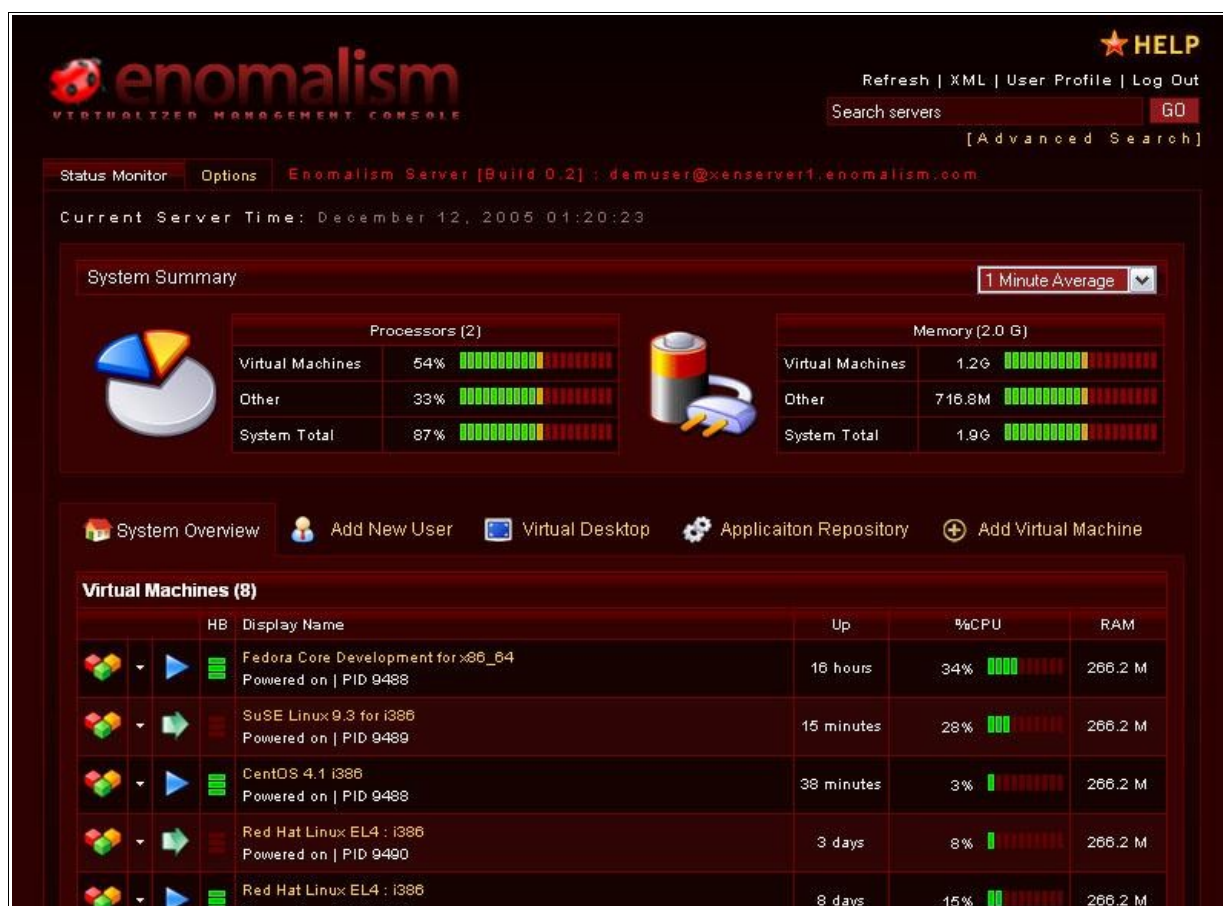 HELP
enomalism
VIRTUALIZED MANAGEMENT CONSOLE
Refresh | XML | User Profile | Log Out
Search servers GO
[Advanced Search]
Status Monitor Options Enomalism Server [Build 0.2] : demuser@xenserver1.enomalism.com
Current Server Time: December 12, 2005 01:20:23
System Summary 1 Minute Average
Processors (2)
Virtual Machines 54%
Other 33%
System Total 87%
Memory (2.0 G)
Virtual Machines 1.2G
Other 716.8M
System Total 1.9G
System Overview Add New User Virtual Desktop Applicaiton Repository Add Virtual Machine
Virtual Machines (8)
HB Display Name Up %CPU RAM
Fedora Core Development for x86_64
Powered on | PID 9488
16 hours 34% 266.2 M
SuSE Linux 9.3 for i386
Powered on | PID 9489
15 minutes 28% 266.2 M
CentOS 4.1 i386
Powered on | PID 9488
38 minutes 3% 266.2 M
Red Hat Linux EL4 : i386
Powered on | PID 9490
3 days 8% 266.2 M
Red Hat Linux EL4 : i386
8 days 15% 266.2 M